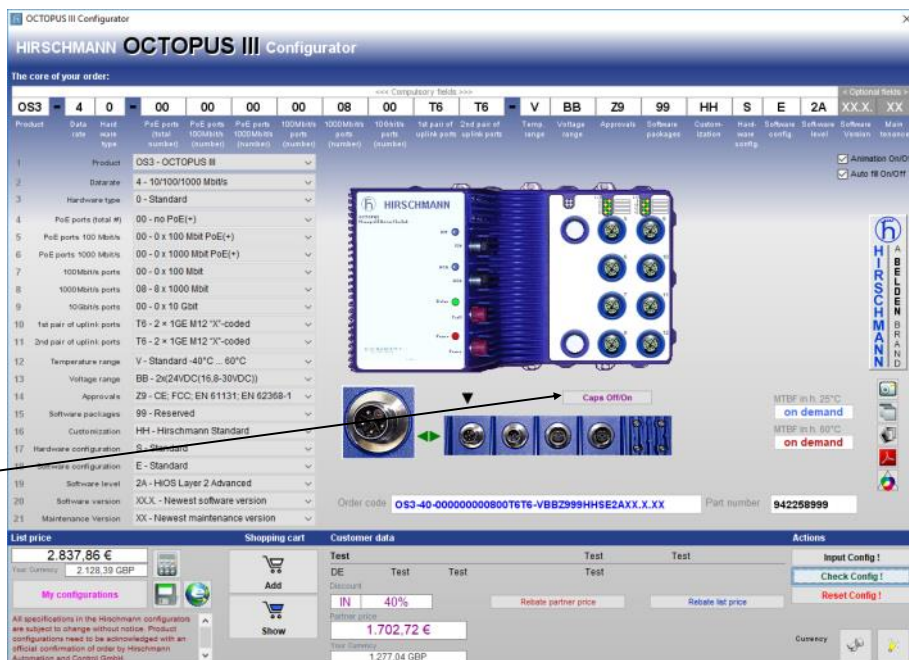 OCTOPUS III Configurator
HIRSCHMANN OCTOPUS III Configurator
The core of your order:
<<< Compulsory fields >>>
< Optional fields >
OS3 - 4 0 - 00 00 00 00 08 00 T6 T6 - V BB Z9 99 HH S E 2A XX.X. XX
Product Data rate Hard ware type PoE ports (total number) PoE ports 100Mbit/s (number) PoE ports 1000Mbit/s (number) 100Mbit/s ports (number) 1000Mbit/s ports (number) 10Gbit/s ports (number) 1st pair of uplink ports 2nd pair of uplink ports Temp. range Voltage range Approvals Software packages Custom-ization Hard-ware config. Software config. Software level Software Version Main tenance
1 Product OS3 - OCTOPUS III
Animation On/O
2 Datarate 4 - 10/100/1000 Mbit/s
Auto fill On/Off
3 Hardware type 0 - Standard
4 PoE ports (total #) 00 - no PoE(+)
5 PoE ports 100 Mbit/s 00 - 0 x 100 Mbit PoE(+)
6 PoE ports 1000 Mbit/s 00 - 0 x 1000 Mbit PoE(+)
7 100Mbit/s ports 00 - 0 x 100 Mbit
8 1000Mbit/s ports 08 - 8 x 1000 Mbit
9 10Gbit/s ports 00 - 0 x 10 Gbit
10 1st pair of uplink ports T6 - 2 × 1GE M12 "X"-coded
11 2nd pair of uplink ports T6 - 2 × 1GE M12 "X"-coded
12 Temperature range V - Standard -40°C ... 60°C
13 Voltage range BB - 2x(24VDC(16,8-30VDC))
14 Approvals Z9 - CE; FCC; EN 61131; EN 62368-1
15 Software packages 99 - Reserved
16 Customization HH - Hirschmann Standard
17 Hardware configuration S - Standard
18 Software configuration E - Standard
19 Software level 2A - HiOS Layer 2 Advanced
20 Software version XX.X. - Newest software version
21 Maintenance Version XX - Newest maintenance version
HIRSCHMANN
HIRSCHMANN
A BELDEN BRAND
Caps Off/On
MTBF in h. 25°C
on demand
MTBF in h. 60°C
on demand
Order code OS3-40-000000000800T6T6-VBBZ999HHSE2AXX.X.XX Part number 942258999
List price
2.837,86 €
Your Currency 2.128,39 GBP
My configurations
All specifications in the Hirschmann configurators
are subject to change without notice. Product
configurations need to be acknowledged with an
official confirmation of order by Hirschmann
Automation and Control GmbH.
Shopping cart
Add
Show
Customer data
Test Test Test
DE Test Test Test
Discount
IN 40%
Rebate partner price
Rebate list price
Partner price
1.702,72 €
Your Currency
1.277,04 GBP
Currency
Actions
Input Config !
Check Config !
Reset Config !